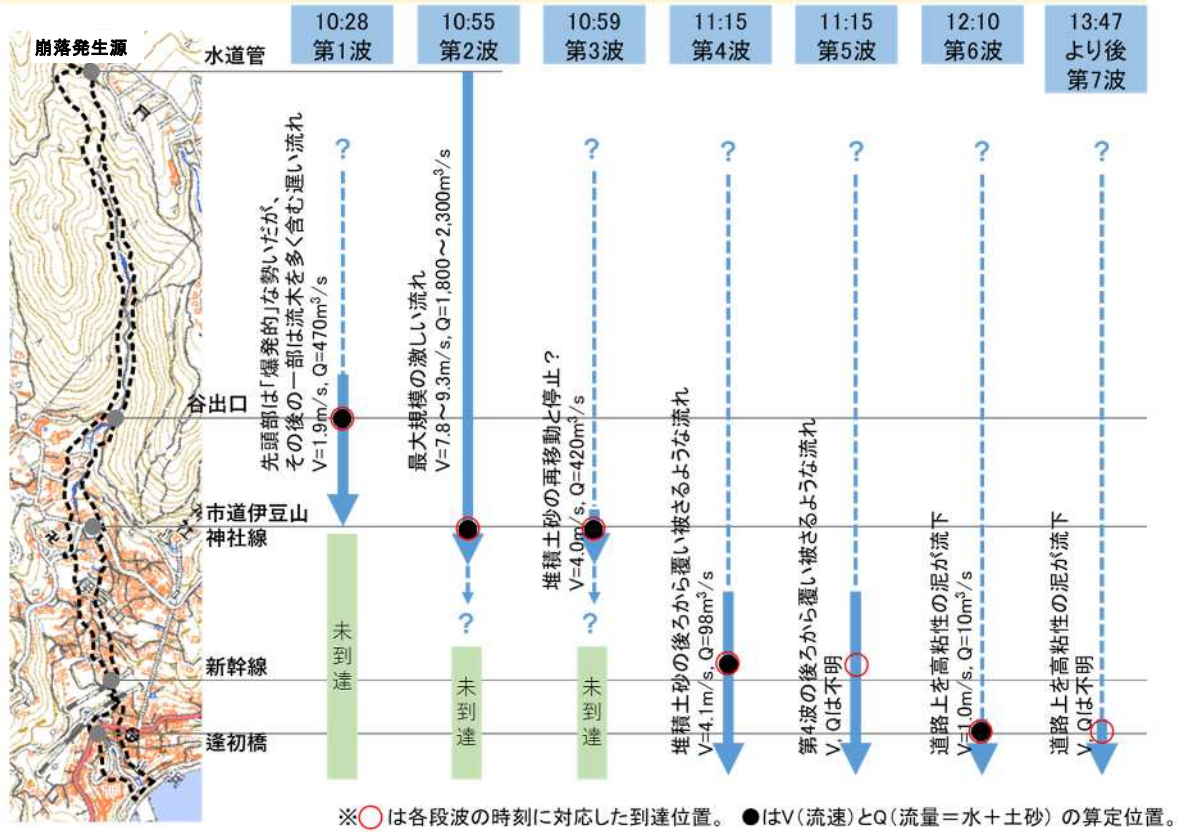 10:28
第1波
10:55
第2波
10:59
第3波
11:15
第4波
11:15
第5波
12:10
第6波
13:47
より後
第7波
崩落発生源
水道管
谷出口
市道伊豆山
神社線
新幹線
逢初橋
?
先頭部は「爆発的」な勢いだが、
その後の一部は流木を多く含む遅い流れ
V=1.9m/s, Q=470m³/s
未到達
最大規模の激しい流れ
V=7.8～9.3m/s, Q=1,800～2,300m³/s
?
未到達
?
堆積土砂の再移動と停止?
V=4.0m/s, Q=420m³/s
?
未到達
?
堆積土砂の後ろから覆い被さるような流れ
V=4.1m/s, Q=98m³/s
?
第4波の後ろから覆い被さるような流れ
V, Qは不明
?
道路上を高粘性の泥が流下
V=1.0m/s, Q=10m³/s
?
道路上を高粘性の泥が流下
V, Qは不明
※○は各段波の時刻に対応した到達位置。 ●はV(流速)とQ(流量=水+土砂) の算定位置。